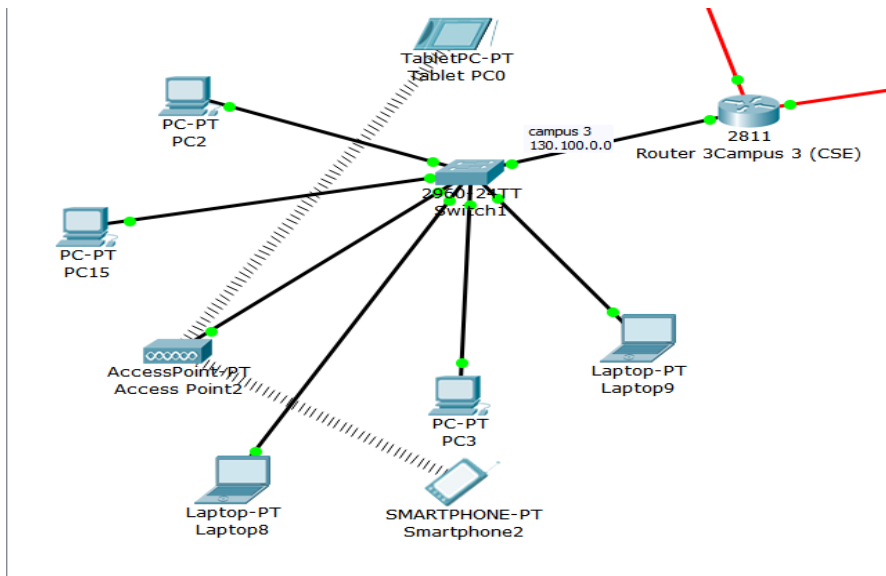 TabletPC-PT
Tablet PC0
PC-PT
PC2
campus 3
130.100.0.0
2811
Router 3Campus 3 (CSE)
2960-24TT
Switch1
PC-PT
PC15
AccessPoint-PT
Access Point2
Laptop-PT
Laptop9
PC-PT
PC3
Laptop-PT
Laptop8
SMARTPHONE-PT
Smartphone2